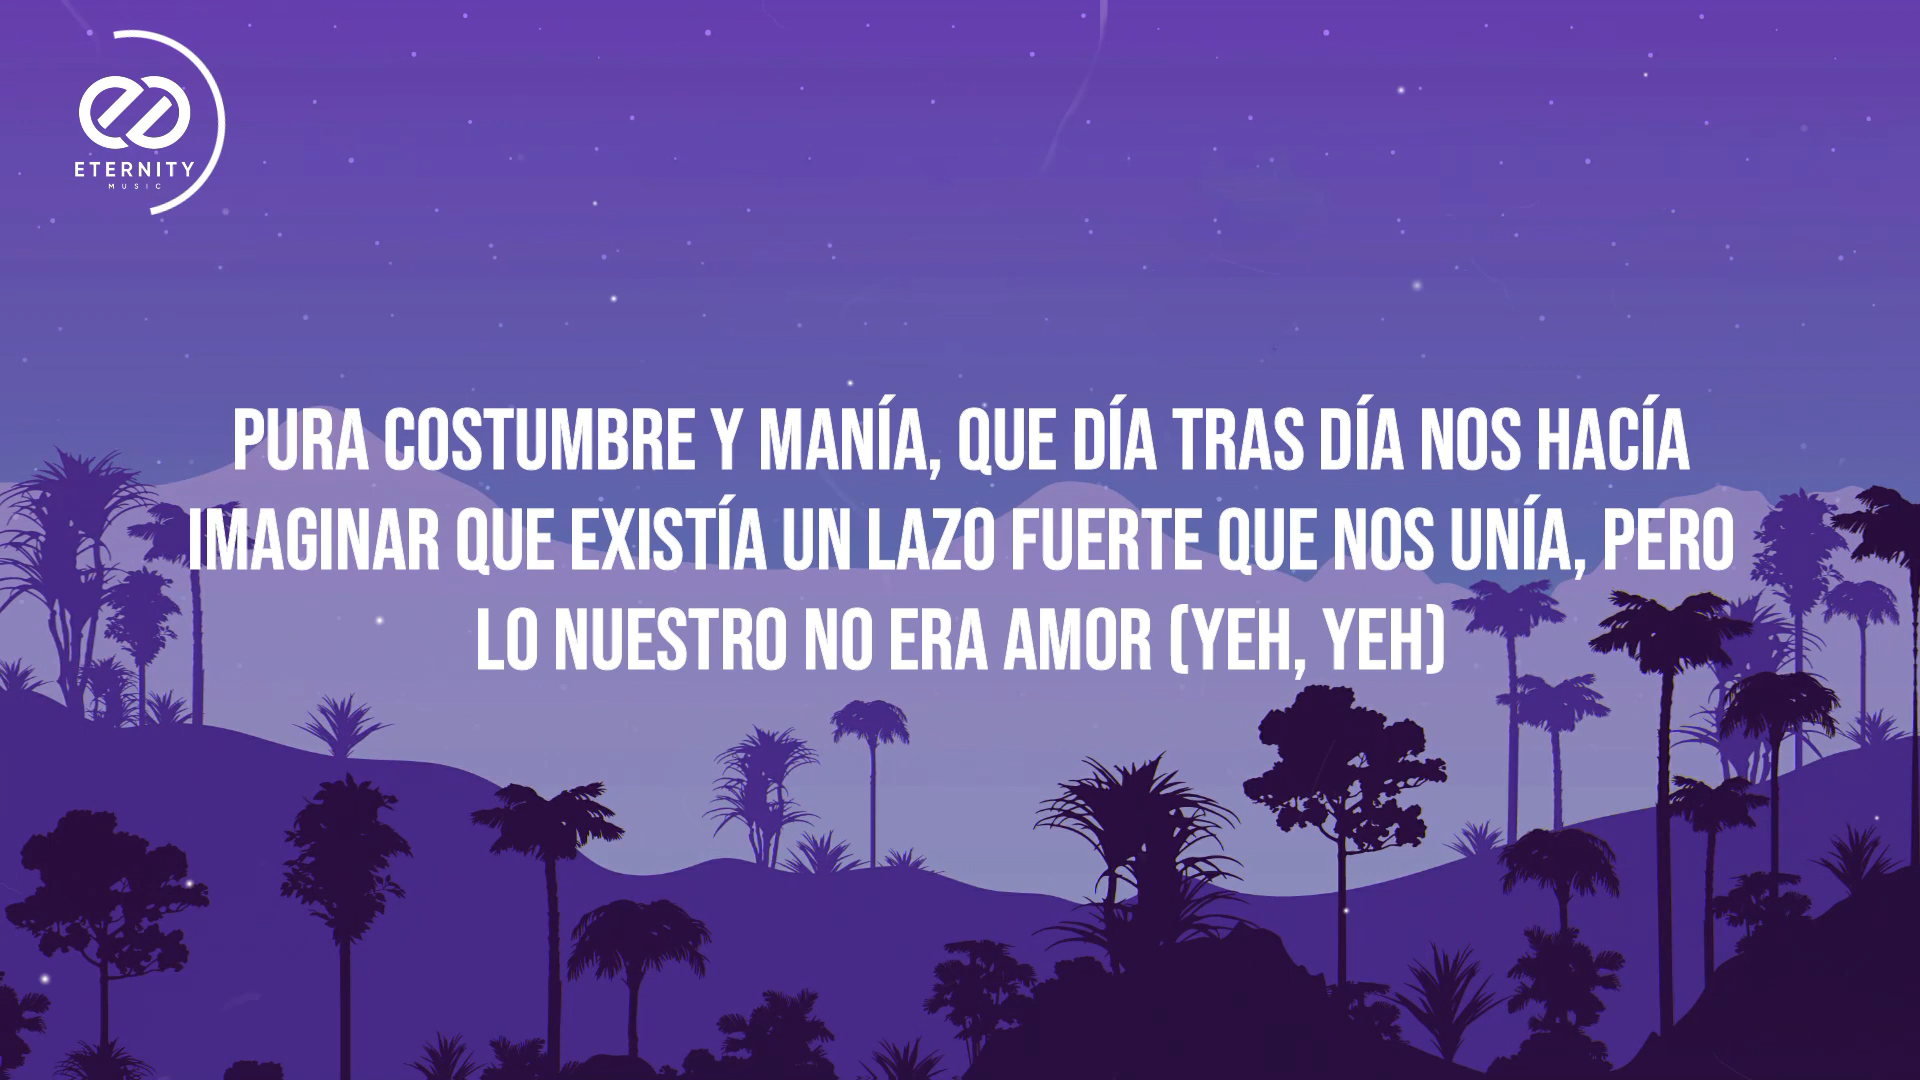 ETERNITY
MUSIC
PURA COSTUMBRE Y MANÍA, QUE DÍA TRAS DÍA NOS HACÍA
IMAGINAR QUE EXISTÍA UN LAZO FUERTE QUE NOS UNÍA, PERO
LO NUESTRO NO ERA AMOR (YEH, YEH)